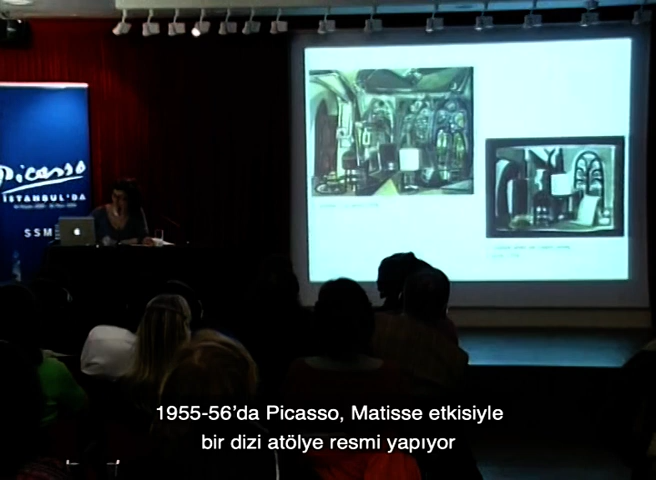 Picasso
İSTANBUL'DA
SSM
1955-56'da Picasso, Matisse etkisiyle
bir dizi atölye resmi yapıyor